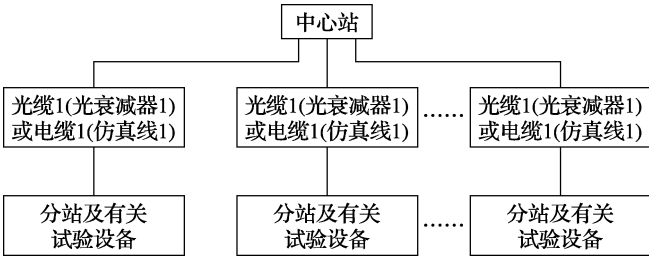 中心站
光缆1(光衰减器1)
或电缆1(仿真线1)
光缆1(光衰减器1)
或电缆1(仿真线1)
……
光缆1(光衰减器1)
或电缆1(仿真线1)
分站及有关
试验设备
分站及有关
试验设备
……
分站及有关
试验设备